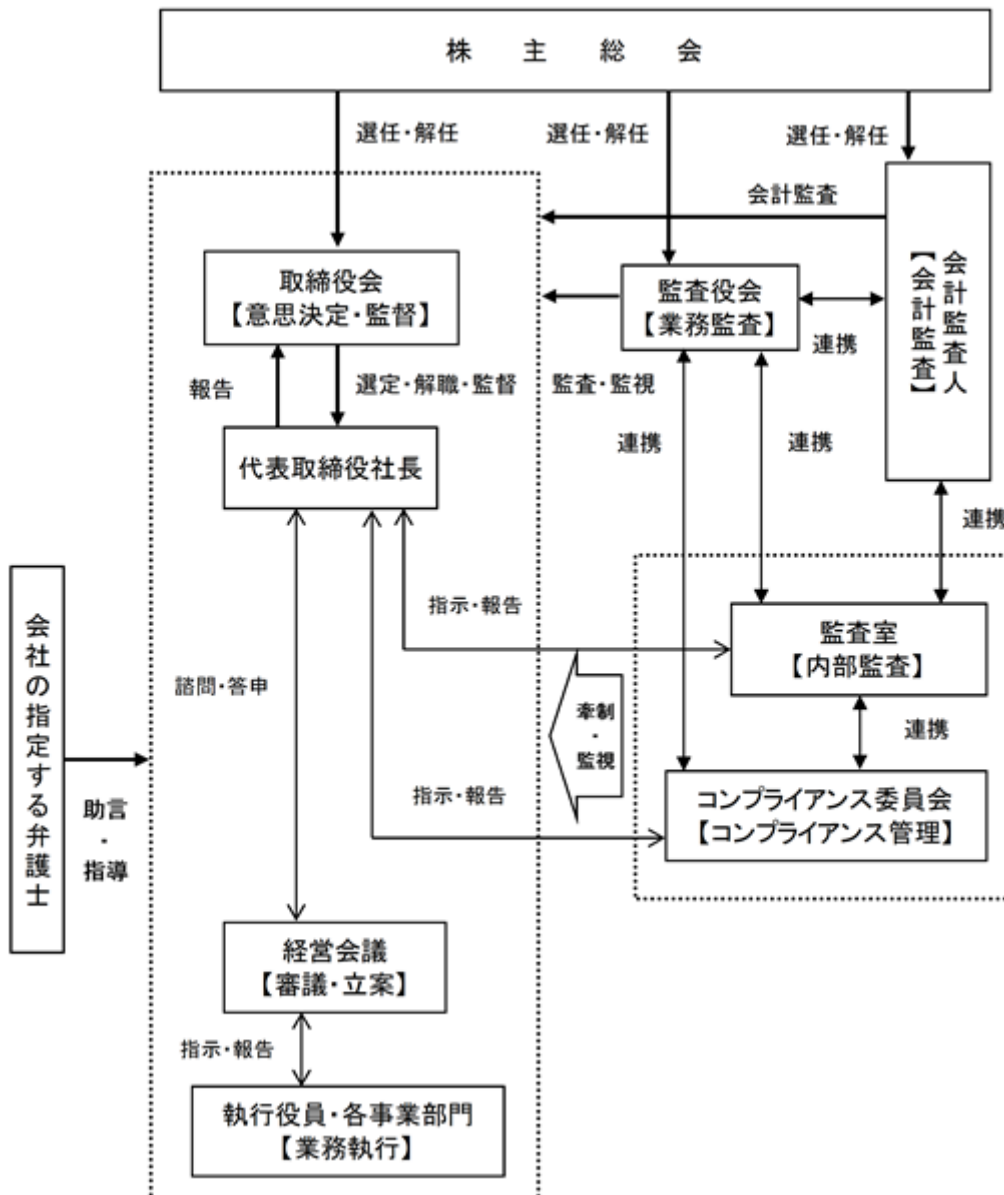 株主総会
選任・解任
選任・解任
選任・解任
会計監査
会計監査人
【会計監査】
取締役会
【意思決定・監督】
監査役会
【業務監査】
連携
報告
選定・解職・監督
監査・監視
代表取締役社長
連携
連携
連携
会社の指定する弁護士
助言
・
指導
指示・報告
監査室
【内部監査】
諮問・答申
牽制
・
監視
連携
指示・報告
コンプライアンス委員会
【コンプライアンス管理】
経営会議
【審議・立案】
指示・報告
執行役員・各事業部門
【業務執行】